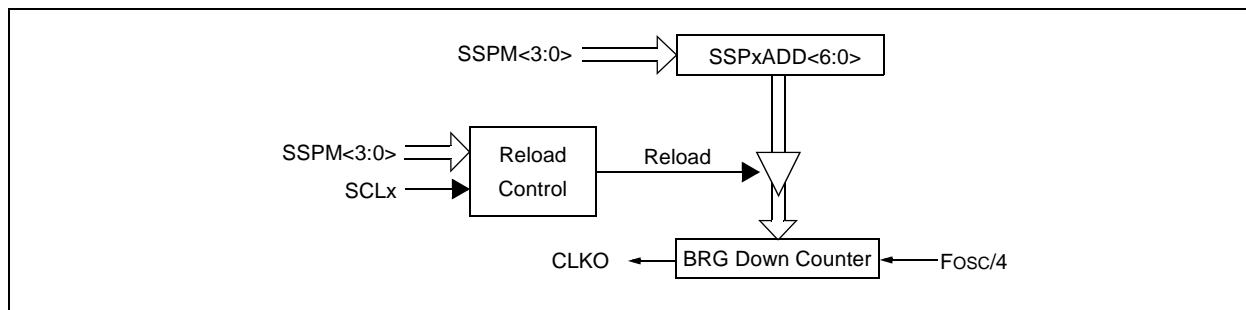 SSPM<3:0>
SSPxADD<6:0>
SSPM<3:0>
SCLx
Reload
Control
Reload
CLKO
BRG Down Counter
FOSC/4